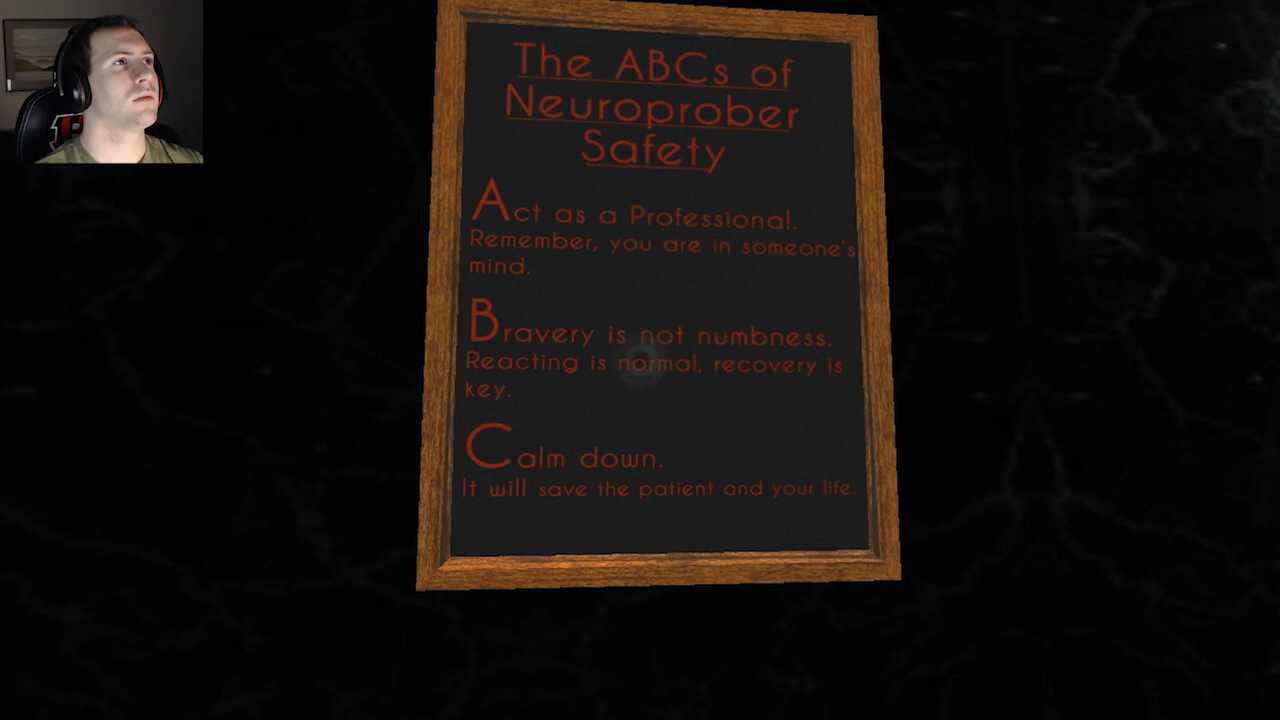 The ABCs of
Neuroprober
Safety
Act as a Professional.
Remember, you are in someone's
mind.
Bravery is not numbness.
Reacting is normal, recovery is
key.
Calm down.
It will save the patient and your life.